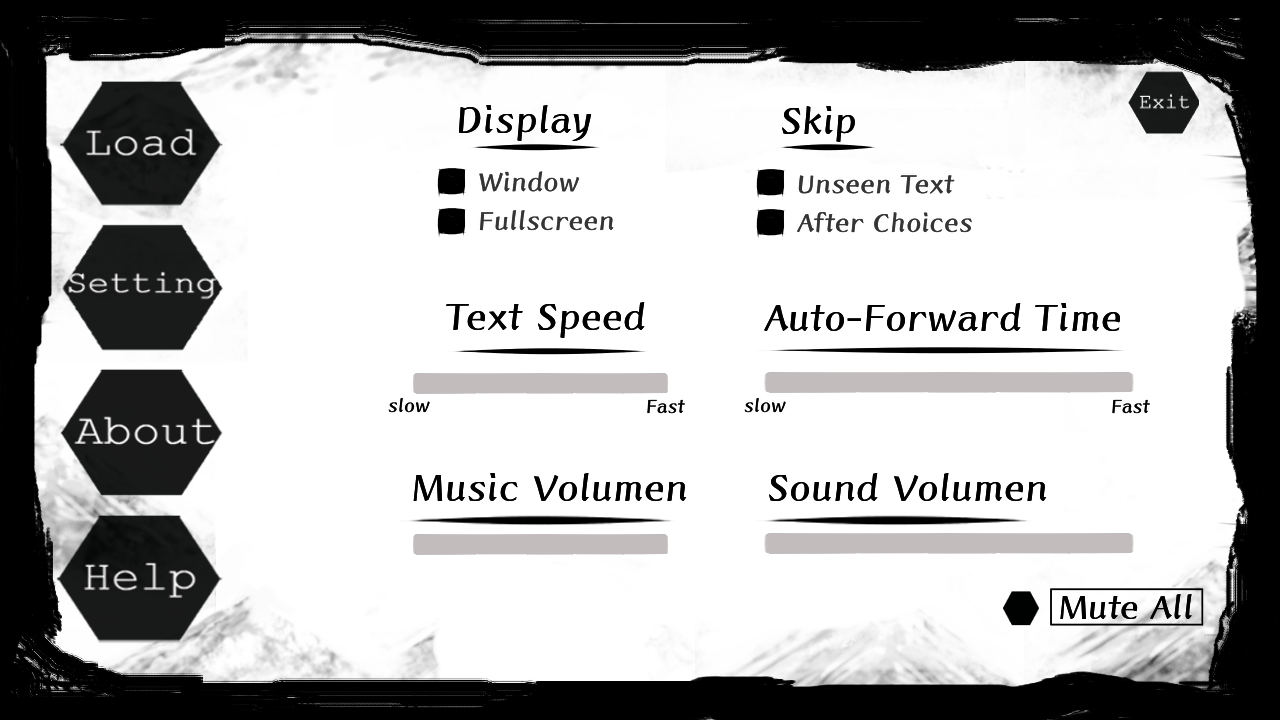 Load
Setting
About
Help
Exit
Display
Window
Fullscreen
Skip
Unseen Text
After Choices
Text Speed
slow Fast
Auto-Forward Time
slow Fast
Music Volumen
Sound Volumen
Mute All